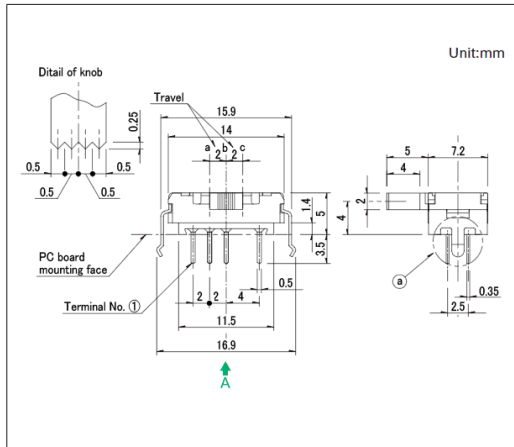 Unit:mm
Ditail of knob
0.25
0.5
0.5
0.5
0.5
Travel
15.9
14
a b c
2 2
1.4
5
3.5
PC board
mounting face
Terminal No. ①
2 2 4
0.5
11.5
16.9
A
5
7.2
4
2
4
a
0.35
2.5